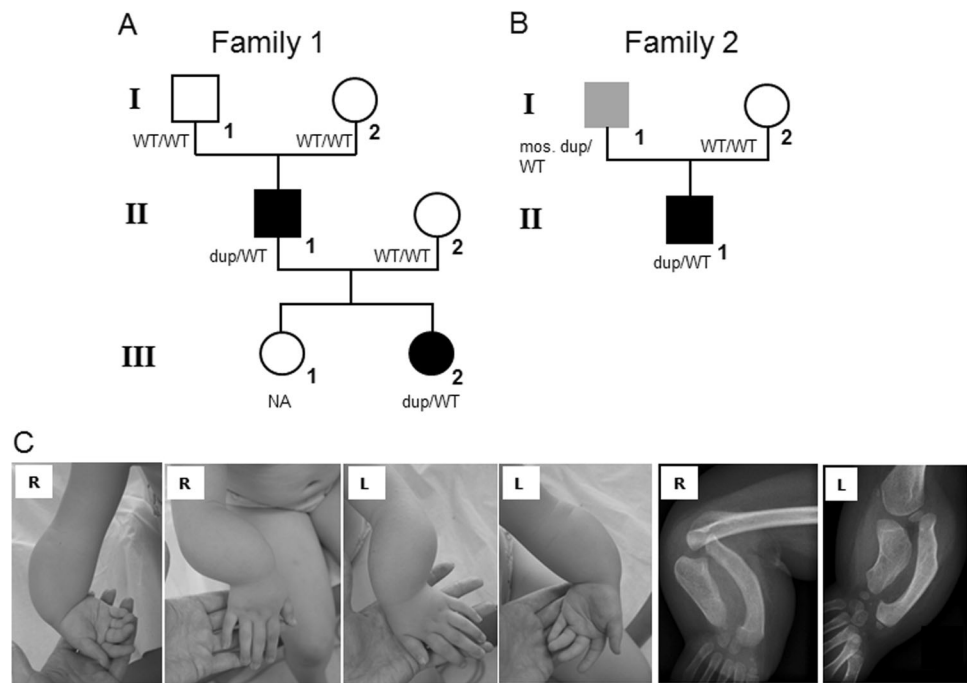 A
Family 1
I
1
2
WT/WT
WT/WT
II
1
2
dup/WT
WT/WT
III
1
2
NA
dup/WT
B
Family 2
I
1
2
mos. dup/
WT
WT/WT
II
1
dup/WT
C
R
R
L
L
R
L